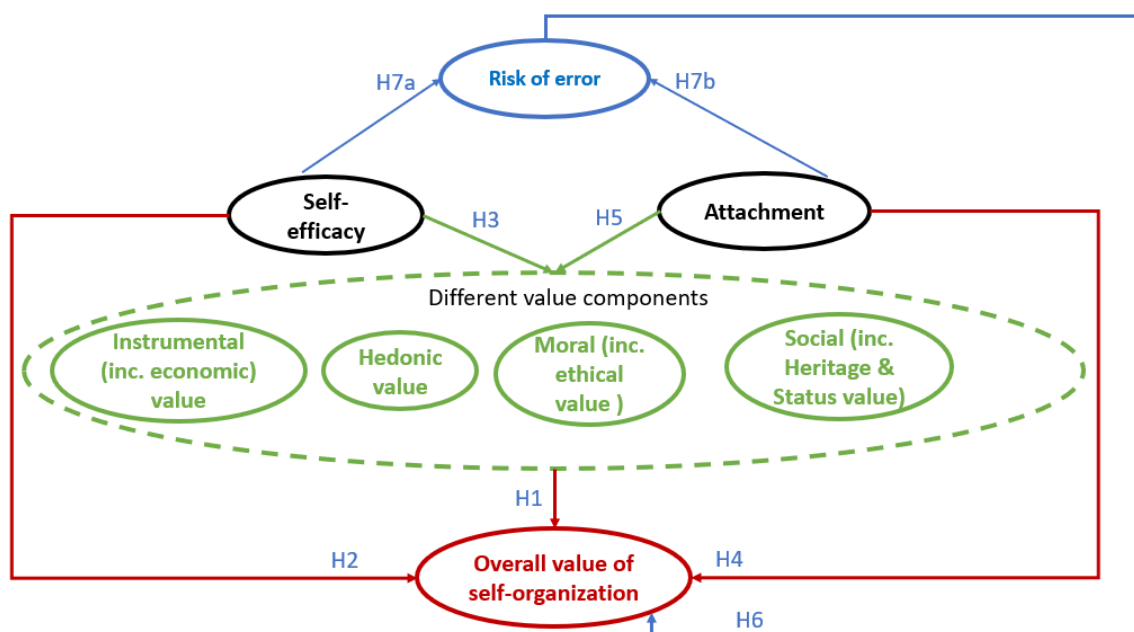 Risk of error
H7a
H7b
Self-
efficacy
H3
H5
Attachment
Different value components
Instrumental
(inc. economic)
value
Hedonic
value
Moral (inc.
ethical
value )
Social (inc.
Heritage &
Status value)
H1
H2
Overall value of
self-organization
H4
H6